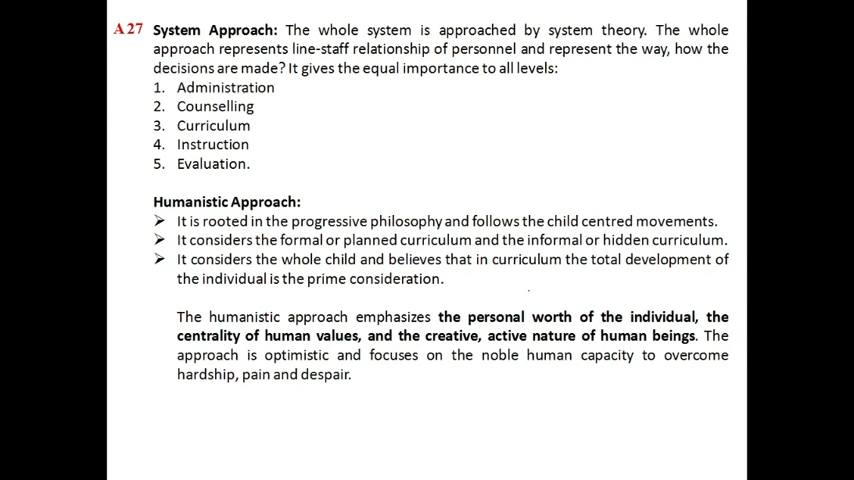 A27 System Approach: The whole system is approached by system theory. The whole
approach represents line-staff relationship of personnel and represent the way, how the
decisions are made? It gives the equal importance to all levels:
1. Administration
2. Counselling
3. Curriculum
4. Instruction
5. Evaluation.
Humanistic Approach:
➢ It is rooted in the progressive philosophy and follows the child centred movements.
➢ It considers the formal or planned curriculum and the informal or hidden curriculum.
➢ It considers the whole child and believes that in curriculum the total development of
the individual is the prime consideration.
The humanistic approach emphasizes the personal worth of the individual, the
centrality of human values, and the creative, active nature of human beings. The
approach is optimistic and focuses on the noble human capacity to overcome
hardship, pain and despair.